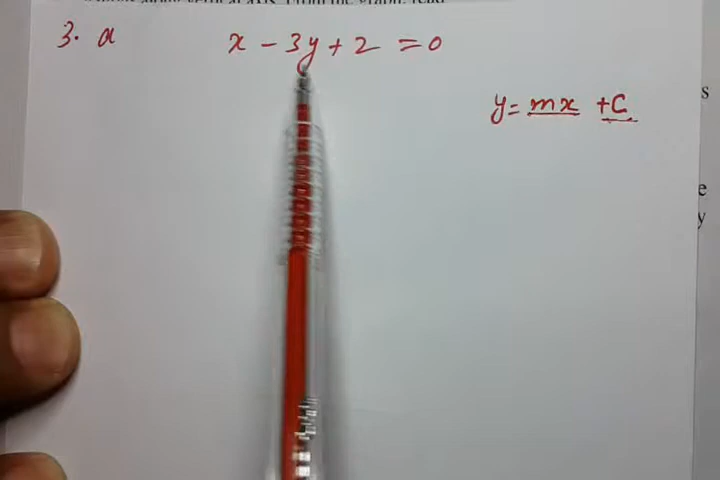 3. a x - 3y + 2 = 0
y = mx + c
s
e
y